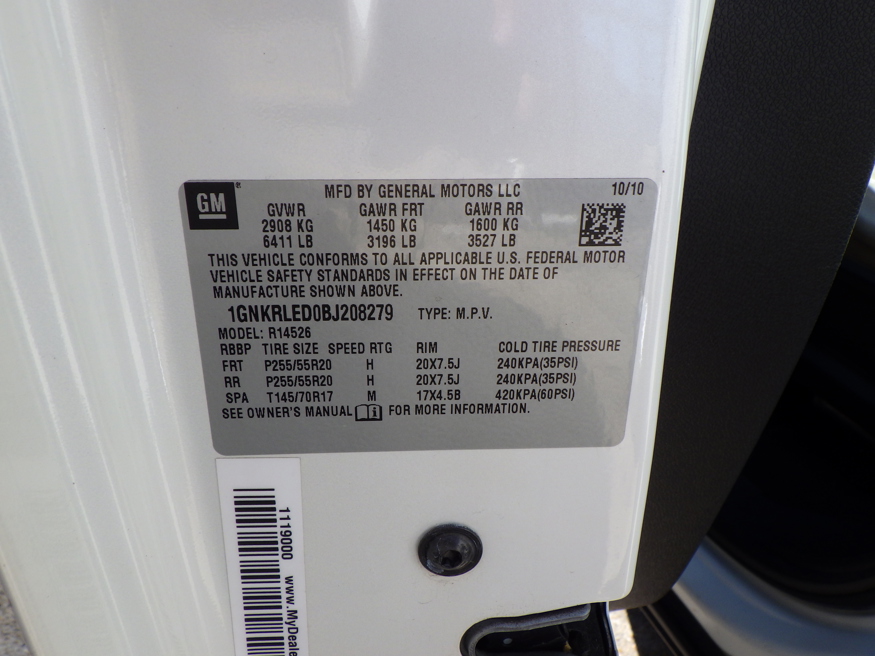 GM ® MFD BY GENERAL MOTORS LLC 10/10
GVWR GAWR FRT GAWR RR
2908 KG 1450 KG 1600 KG
6411 LB 3196 LB 3527 LB
THIS VEHICLE CONFORMS TO ALL APPLICABLE U.S. FEDERAL MOTOR
VEHICLE SAFETY STANDARDS IN EFFECT ON THE DATE OF
MANUFACTURE SHOWN ABOVE.
1GNKRLED0BJ208279 TYPE: M.P.V.
MODEL: R14526
RBBP TIRE SIZE SPEED RTG RIM COLD TIRE PRESSURE
FRT P255/55R20 H 20X7.5J 240KPA(35PSI)
RR P255/55R20 H 20X7.5J 240KPA(35PSI)
SPA T145/70R17 M 17X4.5B 420KPA(60PSI)
SEE OWNER'S MANUAL FOR MORE INFORMATION.
1119000 www.MyDeale